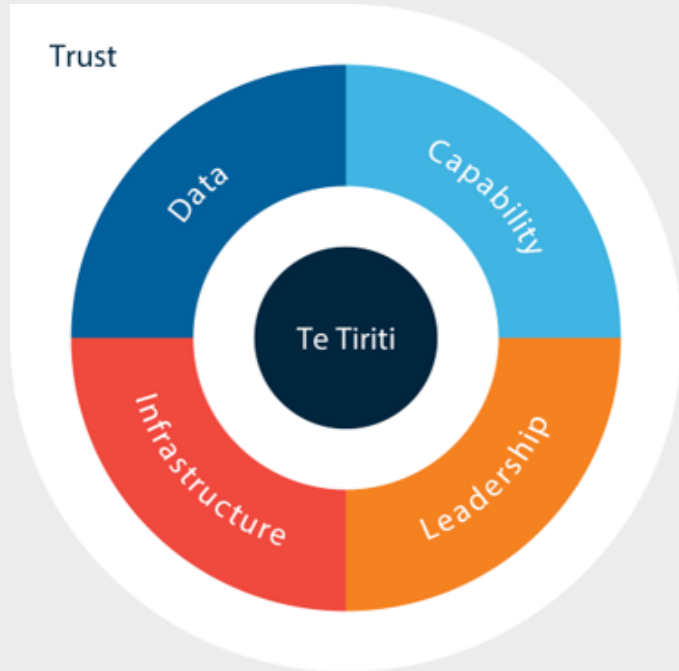 Trust
Data
Capability
Te Tiriti
Infrastructure
Leadership